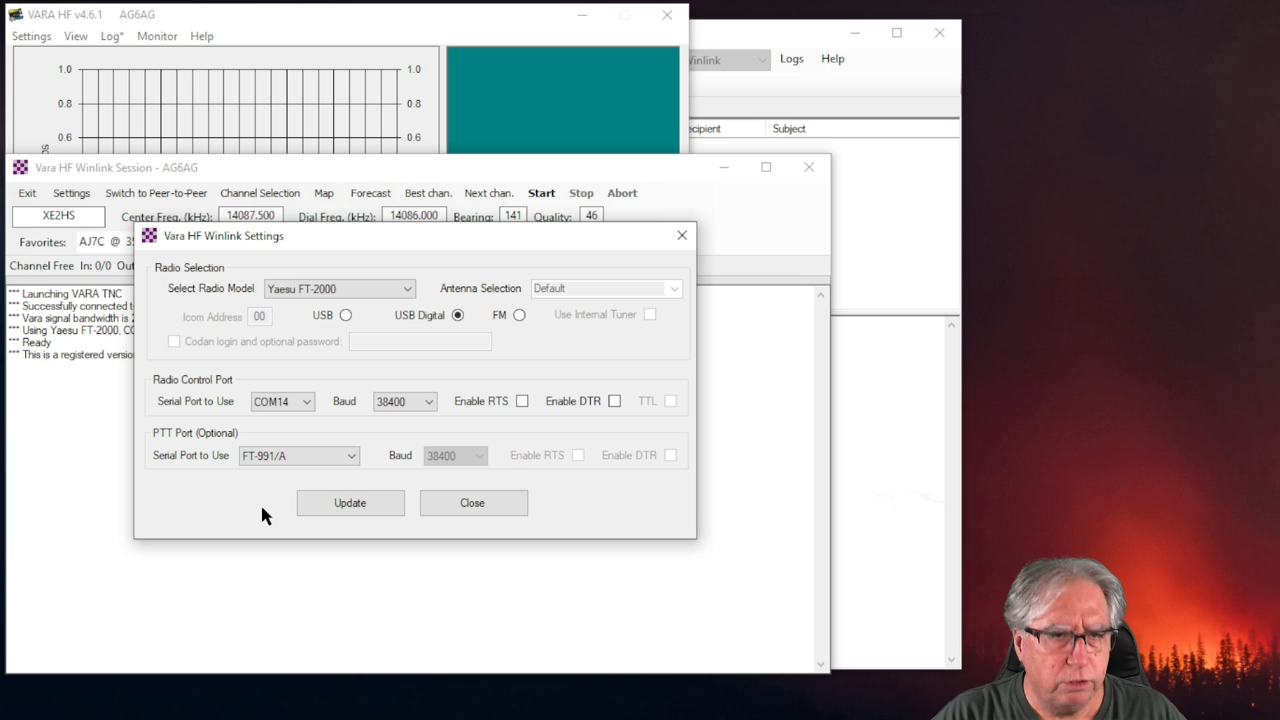 VARA HF v4.6.1 AG6AG
Settings View Log* Monitor Help
1.0 1.0
0.8 0.8
0.6 0.6
Logs Help
Subject
Vara HF Winlink Session - AG6AG
Exit Settings Switch to Peer-to-Peer Channel Selection Map Forecast Best chan. Next chan. Start Stop Abort
XE2HS Center Freq. (kHz): 14087.500 Dial Freq. (kHz): 14086.000 Bearing: 141 Quality: 46
Favorites: AJ7C @ 35
Channel Free In: 0/0
*** Launching VARA TNC
*** Successfully connected
*** Vara signal bandwidth is
*** Using Yaesu FT-2000,
*** Ready
*** This is a registered
Vara HF Winlink Settings
Radio Selection
Select Radio Model Yaesu FT-2000 Antenna Selection Default
Icom Address 00 USB USB Digital FM Use Internal Tuner
Codan login and optional password:
Radio Control Port
Serial Port to Use COM14 Baud 38400 Enable RTS Enable DTR TTL
PTT Port (Optional)
Serial Port to Use FT-991/A Baud 38400 Enable RTS Enable DTR
Update Close